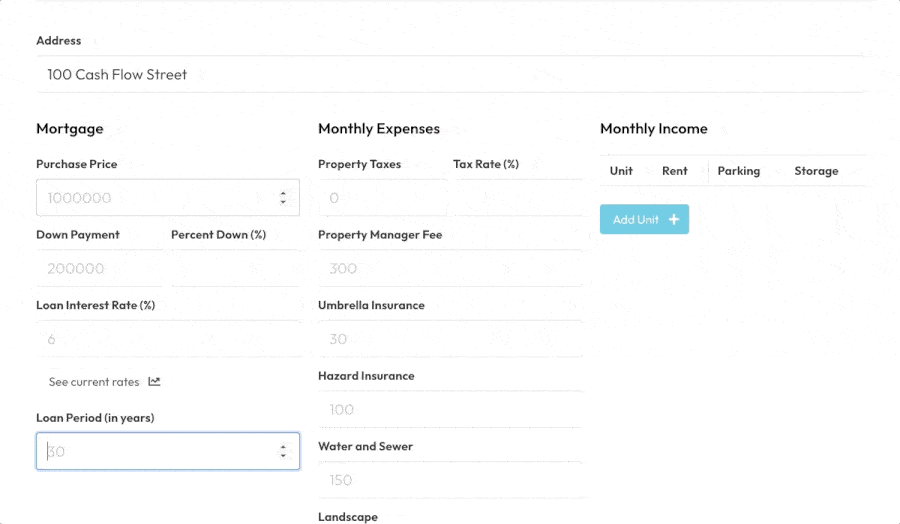 Address
100 Cash Flow Street
Mortgage
Purchase Price
1000000
Down Payment Percent Down (%)
200000
Loan Interest Rate (%)
6
See current rates
Loan Period (in years)
30
Monthly Expenses
Property Taxes Tax Rate (%)
0
Property Manager Fee
300
Umbrella Insurance
30
Hazard Insurance
100
Water and Sewer
150
Landscape
Monthly Income
Unit Rent Parking Storage
Add Unit +